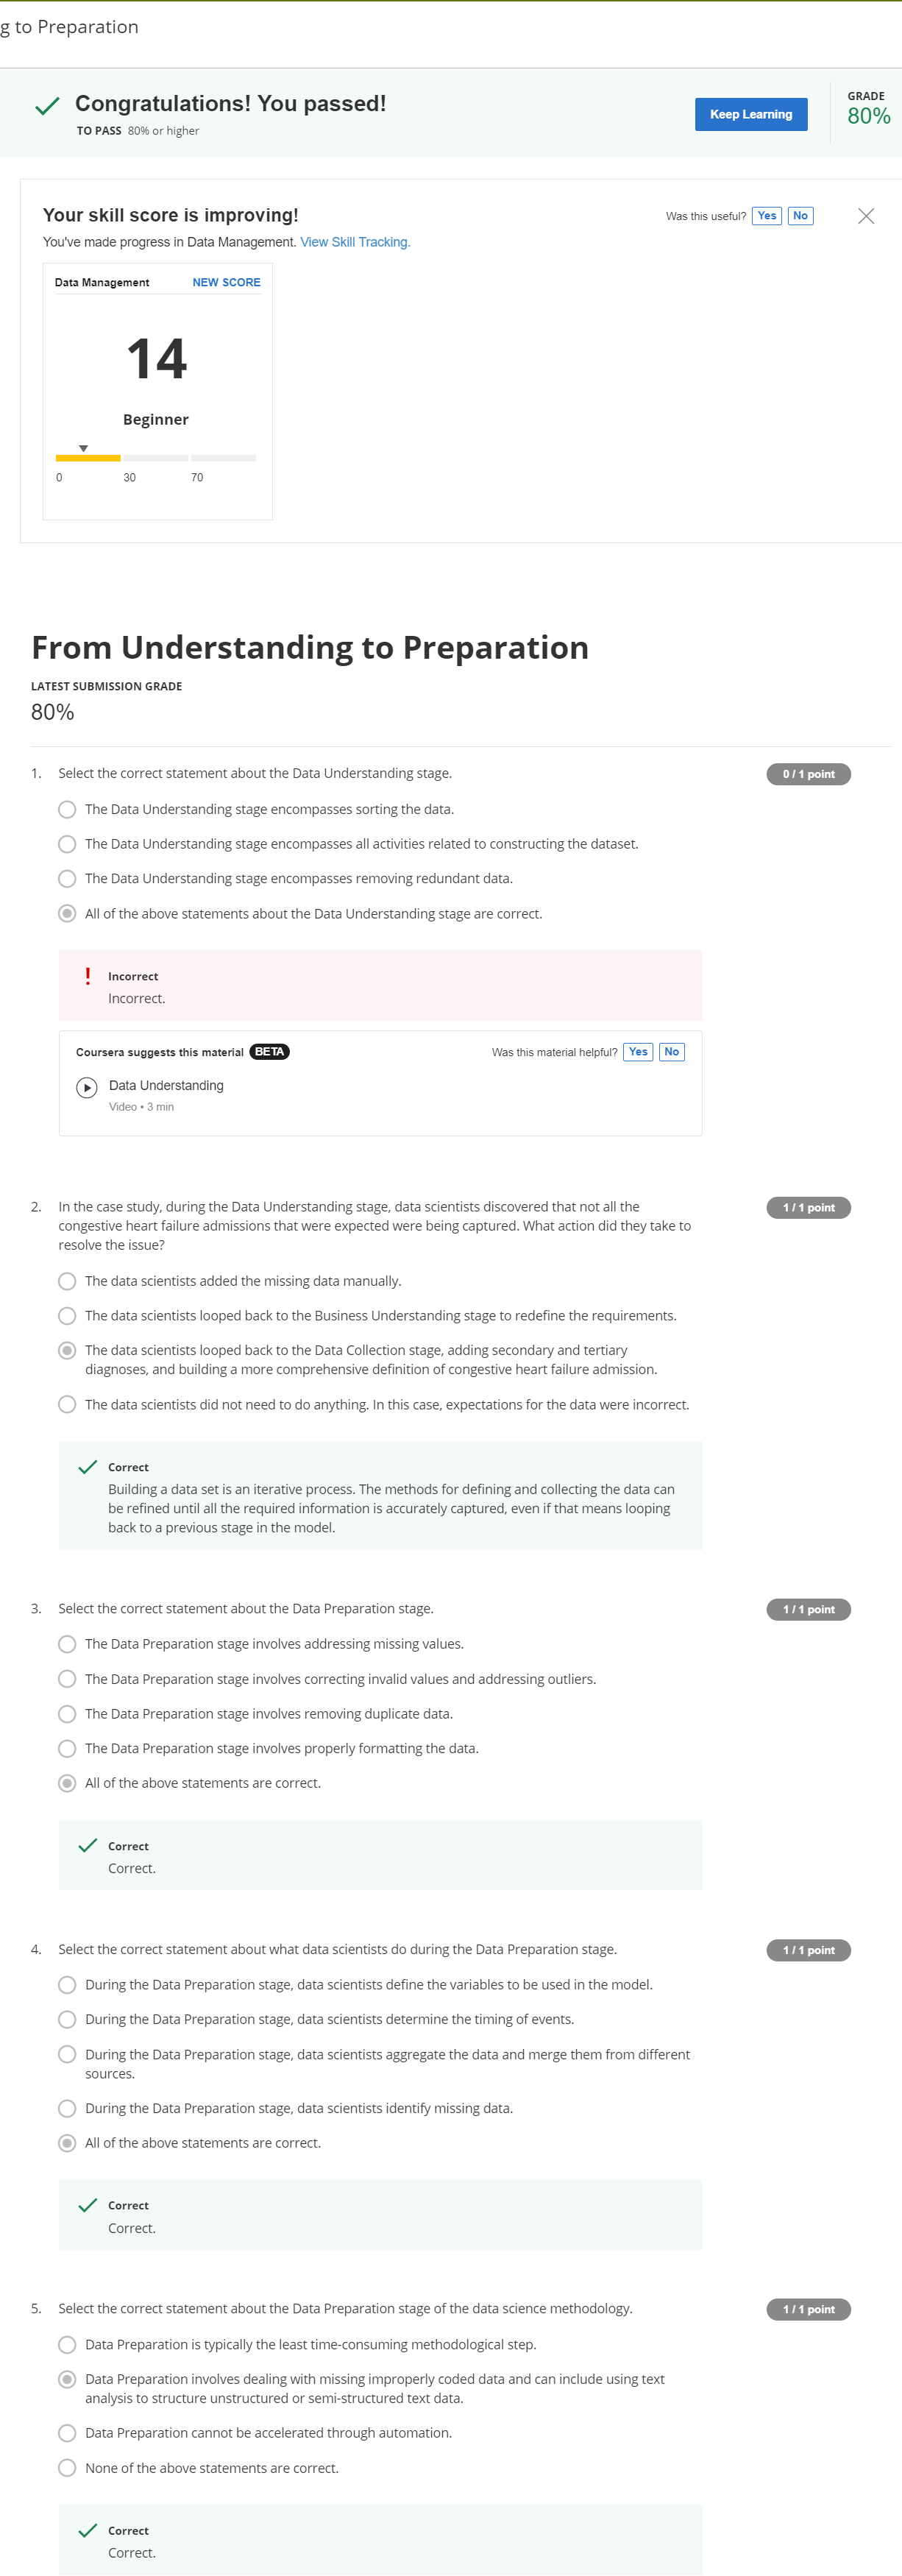 g to Preparation
Congratulations! You passed!
TO PASS 80% or higher
Keep Learning
GRADE
80%
Your skill score is improving!
Was this useful? Yes No
You've made progress in Data Management. View Skill Tracking.
Data Management NEW SCORE
14
Beginner
0 30 70
From Understanding to Preparation
LATEST SUBMISSION GRADE
80%
1. Select the correct statement about the Data Understanding stage.
0 / 1 point
The Data Understanding stage encompasses sorting the data.
The Data Understanding stage encompasses all activities related to constructing the dataset.
The Data Understanding stage encompasses removing redundant data.
All of the above statements about the Data Understanding stage are correct.
! Incorrect
Incorrect.
Coursera suggests this material BETA
Was this material helpful? Yes No
Data Understanding
Video • 3 min
2. In the case study, during the Data Understanding stage, data scientists discovered that not all the
1 / 1 point
congestive heart failure admissions that were expected were being captured. What action did they take to
resolve the issue?
The data scientists added the missing data manually.
The data scientists looped back to the Business Understanding stage to redefine the requirements.
The data scientists looped back to the Data Collection stage, adding secondary and tertiary
diagnoses, and building a more comprehensive definition of congestive heart failure admission.
The data scientists did not need to do anything. In this case, expectations for the data were incorrect.
Correct
Building a data set is an iterative process. The methods for defining and collecting the data can
be refined until all the required information is accurately captured, even if that means looping
back to a previous stage in the model.
3. Select the correct statement about the Data Preparation stage.
1 / 1 point
The Data Preparation stage involves addressing missing values.
The Data Preparation stage involves correcting invalid values and addressing outliers.
The Data Preparation stage involves removing duplicate data.
The Data Preparation stage involves properly formatting the data.
All of the above statements are correct.
Correct
Correct.
4. Select the correct statement about what data scientists do during the Data Preparation stage.
1 / 1 point
During the Data Preparation stage, data scientists define the variables to be used in the model.
During the Data Preparation stage, data scientists determine the timing of events.
During the Data Preparation stage, data scientists aggregate the data and merge them from different
sources.
During the Data Preparation stage, data scientists identify missing data.
All of the above statements are correct.
Correct
Correct.
5. Select the correct statement about the Data Preparation stage of the data science methodology.
1 / 1 point
Data Preparation is typically the least time-consuming methodological step.
Data Preparation involves dealing with missing improperly coded data and can include using text
analysis to structure unstructured or semi-structured text data.
Data Preparation cannot be accelerated through automation.
None of the above statements are correct.
Correct
Correct.